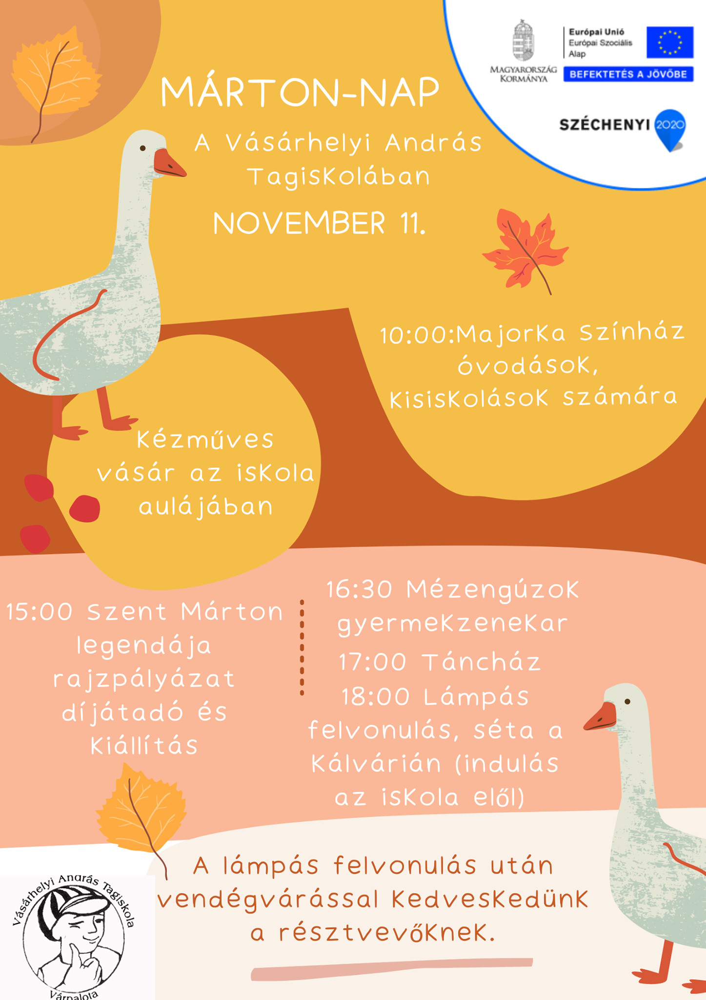 MÁRTON-NAP
A Vásárhelyi András
Tagiskolában
NOVEMBER 11.
MAGYARORSZÁG
KORMÁNYA
Európai Unió
Európai Szociális
Alap
BEFEKTETÉS A JÖVŐBE
SZÉCHENYI 2020
10:00:Majorka Színház
óvodások,
kisiskolások számára
Kézműves
vásár az iskola
aulájában
15:00 Szent Márton
legendája
rajzpályázat
díjátadó és
kiállítás
16:30 Mézengúzok
gyermekzenekar
17:00 Táncház
18:00 Lámpás
felvonulás, séta a
Kálvárián (indulás
az iskola elől)
A lámpás felvonulás után
vendégvárással kedveskedünk
a résztvevőknek.
Vásárhelyi András Tagiskola
Várpalota